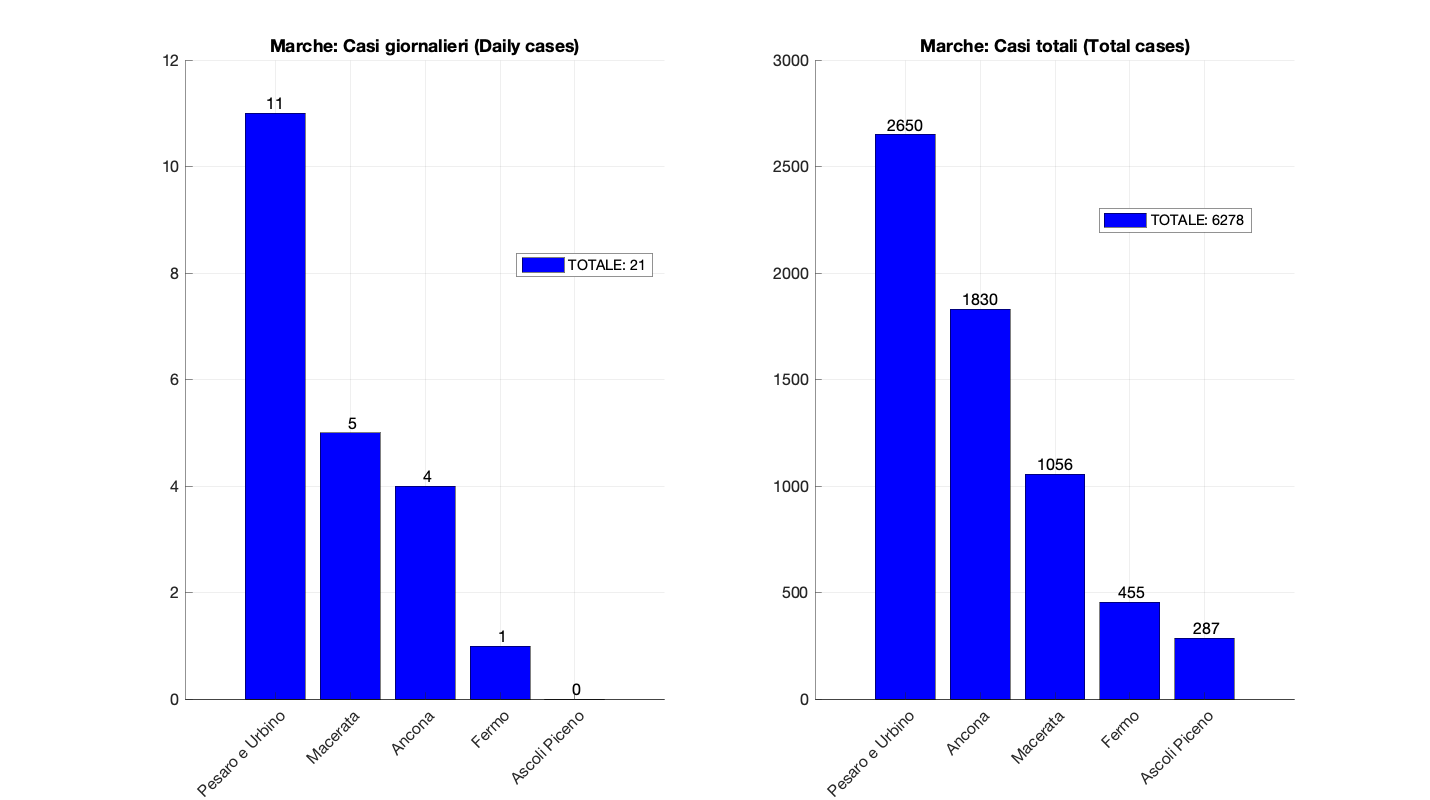 Marche: Casi giornalieri (Daily cases)
12
10
8
6
4
2
0
11
5
4
1
0
TOTALE: 21
Pesaro e Urbino
Macerata
Ancona
Fermo
Ascoli Piceno
Marche: Casi totali (Total cases)
3000
2500
2000
1500
1000
500
0
2650
1830
1056
455
287
TOTALE: 6278
Pesaro e Urbino
Ancona
Macerata
Fermo
Ascoli Piceno